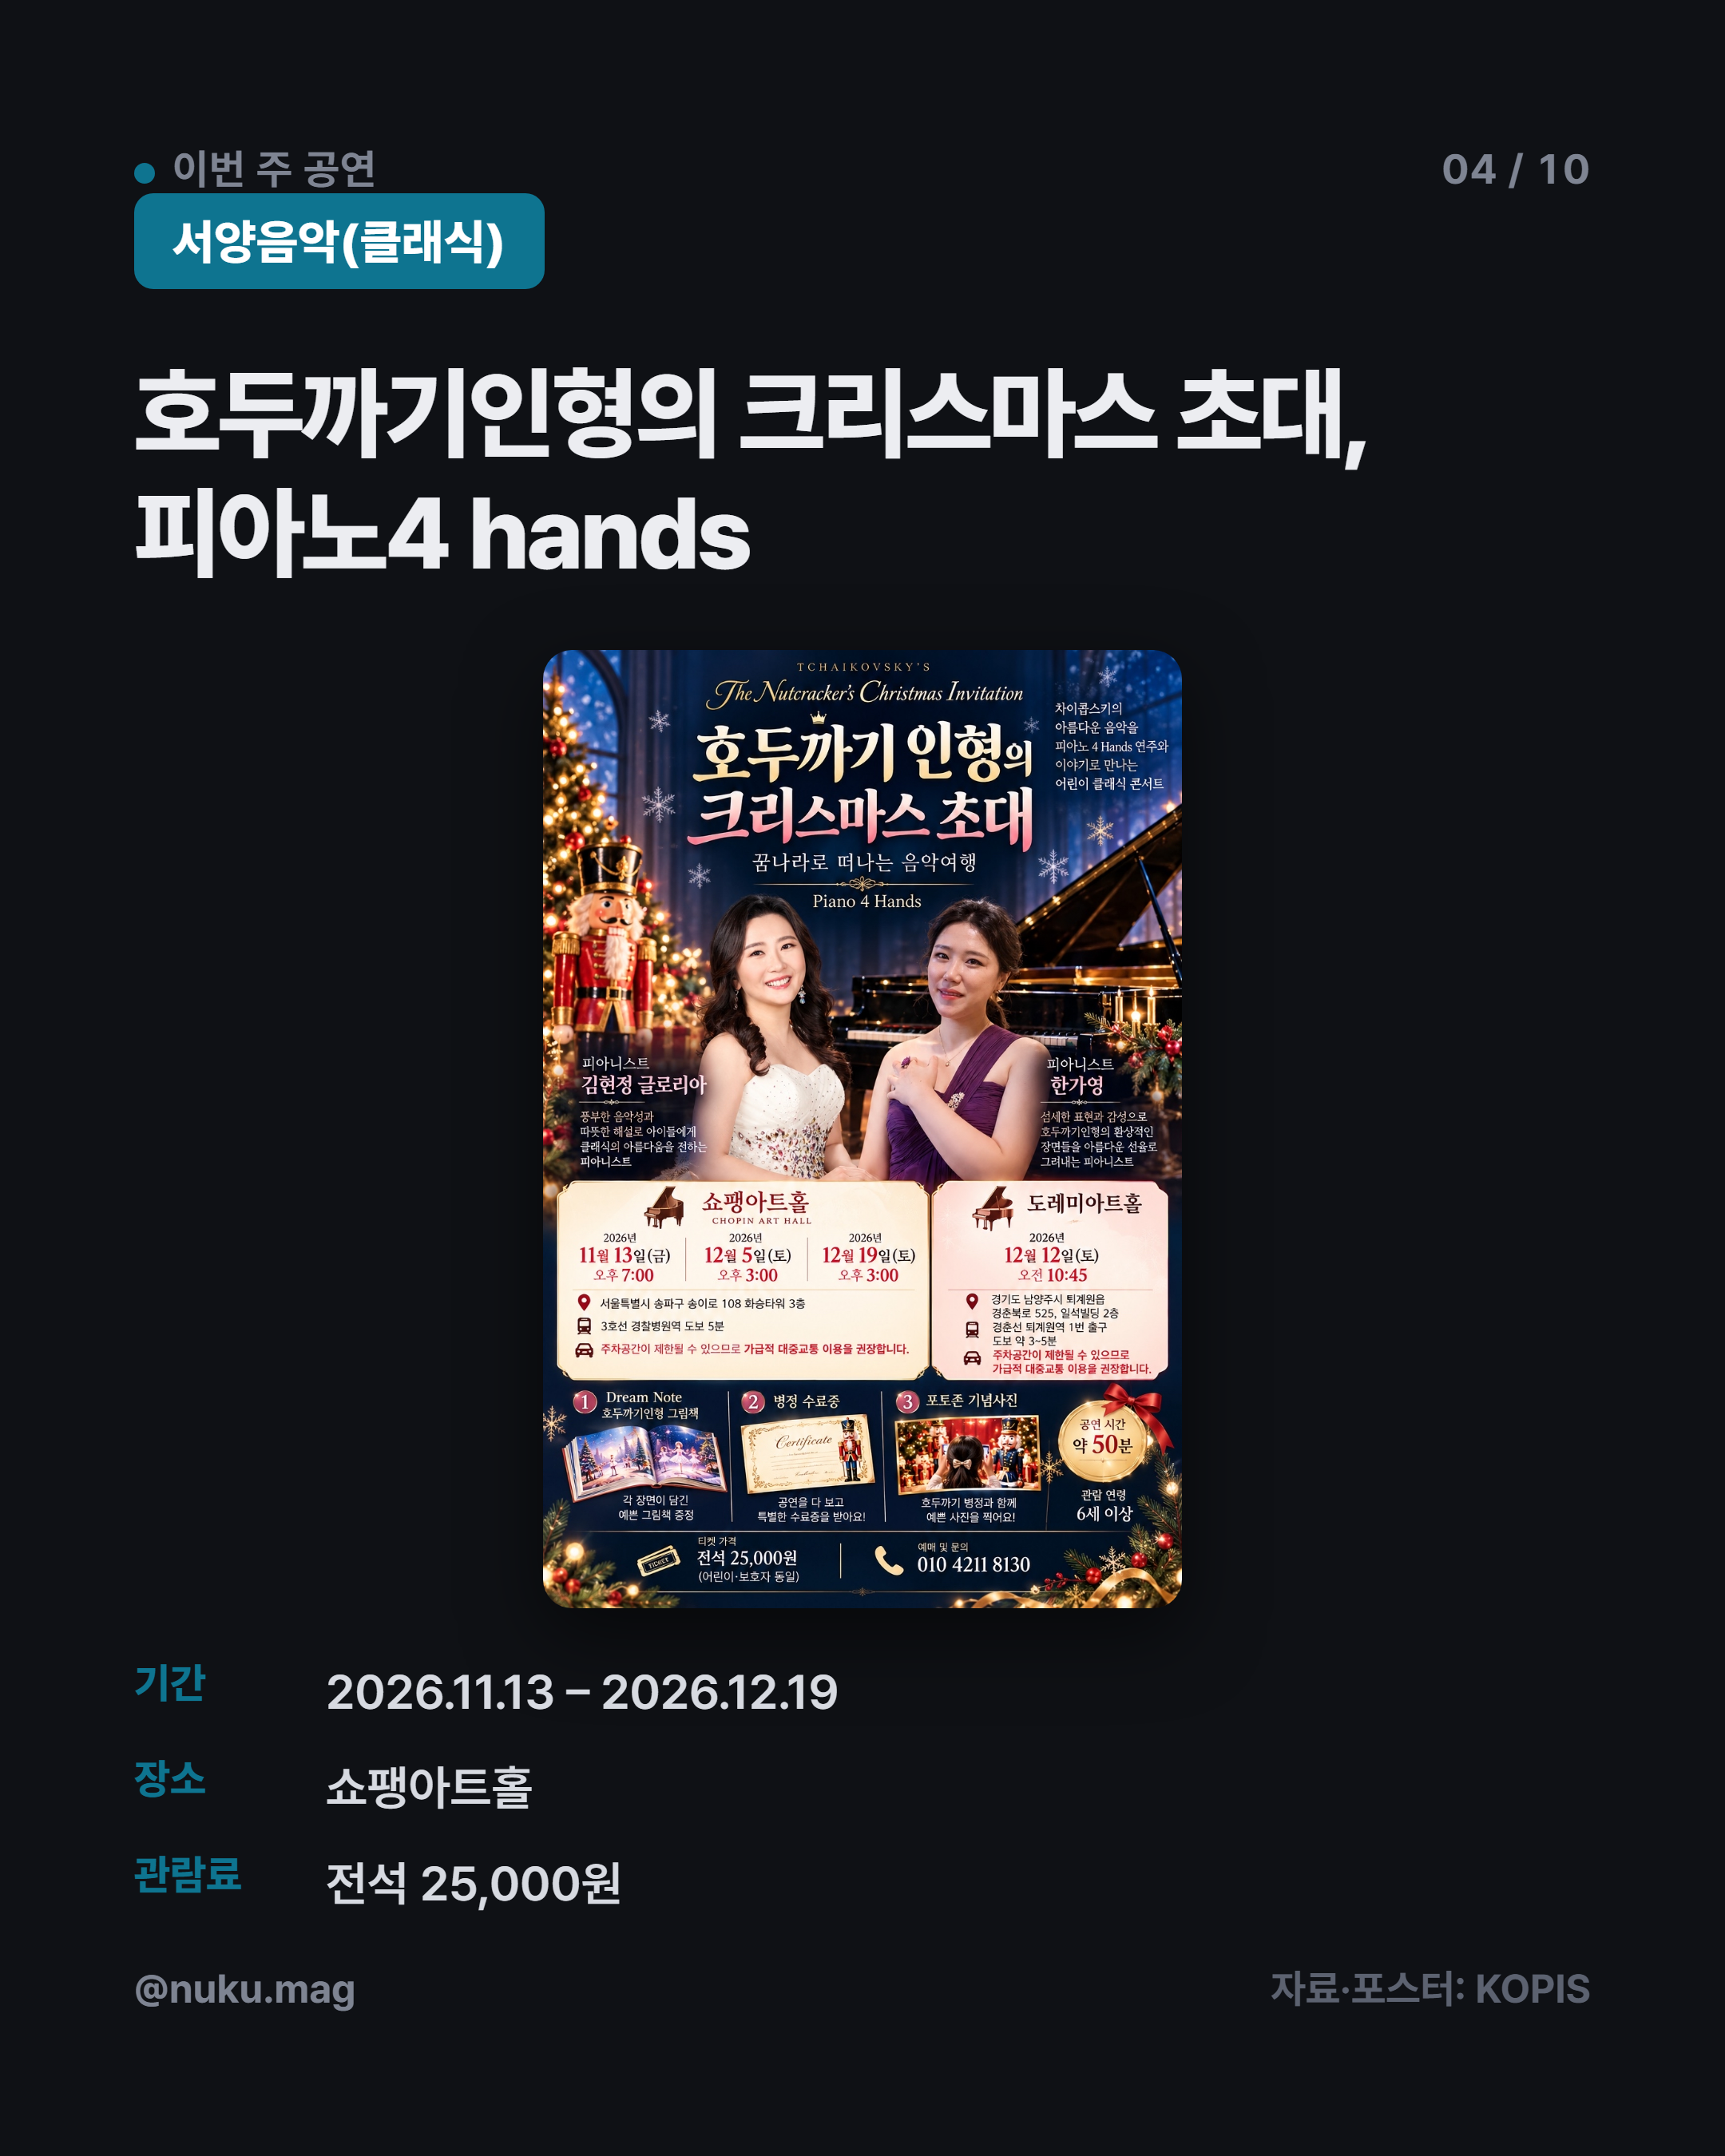 이번 주 공연
04 / 10
서양음악(클래식)
호두까기인형의 크리스마스 초대,
피아노4 hands
TCHAIKOVSKY'S
The Nutcracker's Christmas Invitation
호두까기 인형의
크리스마스 초대
꿈나라로 떠나는 음악여행
Piano 4 Hands
차이콥스키의
아름다운 음악을
피아노 4 Hands 연주와
이야기로 만나는
어린이 클래식 콘서트
피아니스트
김현정 글로리아
풍부한 음악성과
따뜻한 해설로 아이들에게
클래식의 아름다움을 전하는
피아니스트
피아니스트
한가영
섬세한 표현과 감성으로
호두까기인형의 환상적인
장면들을 아름다운 선율로
그려내는 피아니스트
쇼팽아트홀
CHOPIN ART HALL
2026년
11월 13일(금)
오후 7:00
2026년
12월 5일(토)
오후 3:00
2026년
12월 19일(토)
오후 3:00
서울특별시 송파구 송이로 108 화승타워 3층
3호선 경찰병원역 도보 5분
주차공간이 제한될 수 있으므로 가급적 대중교통 이용을 권장합니다.
도레미아트홀
2026년
12월 12일(토)
오전 10:45
경기도 남양주시 퇴계원읍
경춘북로 525, 일석빌딩 2층
경춘선 퇴계원역 1번 출구
도보 약 3~5분
주차공간이 제한될 수 있으므로
가급적 대중교통 이용을 권장합니다.
1 Dream Note
호두까기인형 그림책
각 장면이 담긴
예쁜 그림책 증정
2 병정 수료증
Certificate
공연을 다 보고
특별한 수료증을 받아요!
3 포토존 기념사진
호두까기 병정과 함께
예쁜 사진을 찍어요!
공연 시간
약 50분
관람 연령
6세 이상
TICKET
티켓 가격
전석 25,000원
(어린이·보호자 동일)
예매 및 문의
010 4211 8130
기간 2026.11.13 – 2026.12.19
장소 쇼팽아트홀
관람료 전석 25,000원
@nuku.mag
자료·포스터: KOPIS